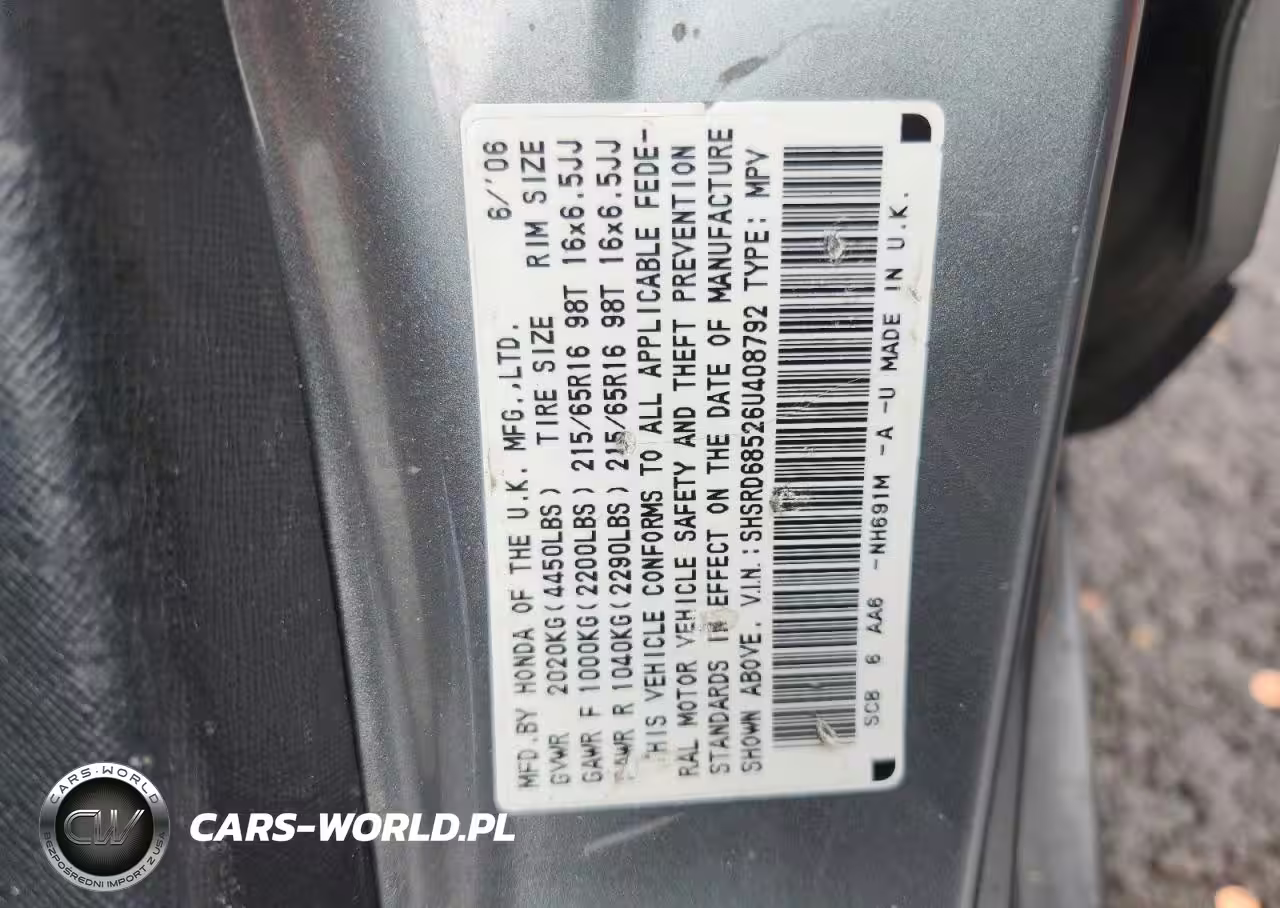 MFD.BY HONDA OF THE U.K. MFG.,LTD. 6/'06
GVWR 2020KG(4450LBS) TIRE SIZE RIM SIZE
GAWR F 1000KG(2200LBS) 215/65R16 98T 16x6.5JJ
GAWR R 1040KG(2290LBS) 215/65R16 98T 16x6.5JJ
THIS VEHICLE CONFORMS TO ALL APPLICABLE FEDE-
RAL MOTOR VEHICLE SAFETY AND THEFT PREVENTION
STANDARDS IN EFFECT ON THE DATE OF MANUFACTURE
SHOWN ABOVE. V.I.N.:SHSRD68526U408792 TYPE: MPV
SCB 6 AA6 -NH691M -A -U MADE IN U.K.
CARS-WORLD
CW
BEZPOŚREDNI IMPORT Z USA
CARS-WORLD.PL